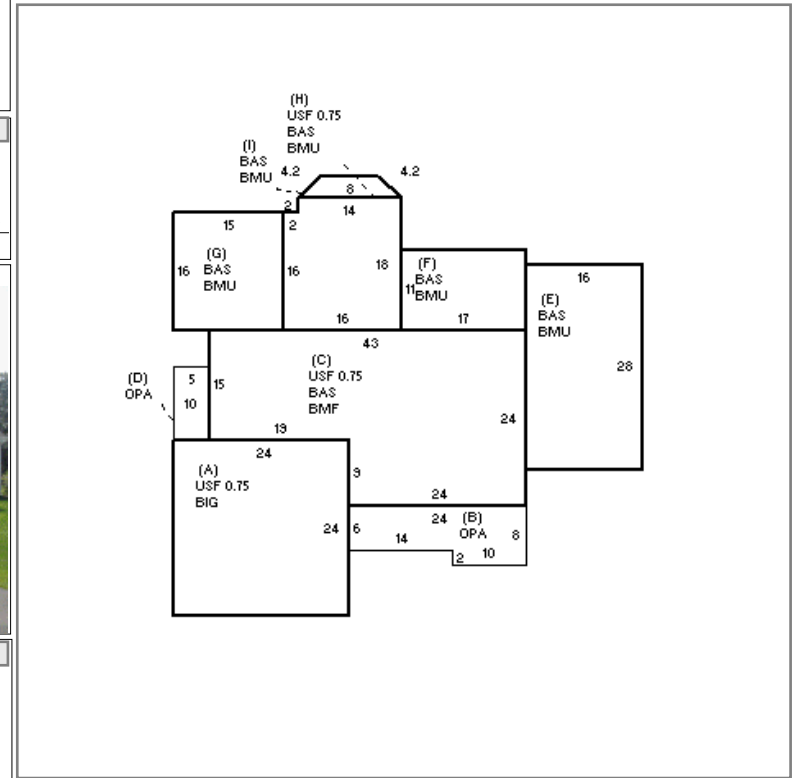 (H)
USF 0.75
BAS
BMU
(I)
BAS
BMU
4.2
4.2
8
2
14
15
2
(G)
BAS
BMU
16
16
18
(F)
BAS
BMU
11
16
17
16
(E)
BAS
BMU
28
43
(C)
USF 0.75
BAS
BMF
(D)
OPA
5
10
15
24
19
24
(A)
USF 0.75
BIG
9
24
24
24
6
14
(B)
OPA
8
2
10